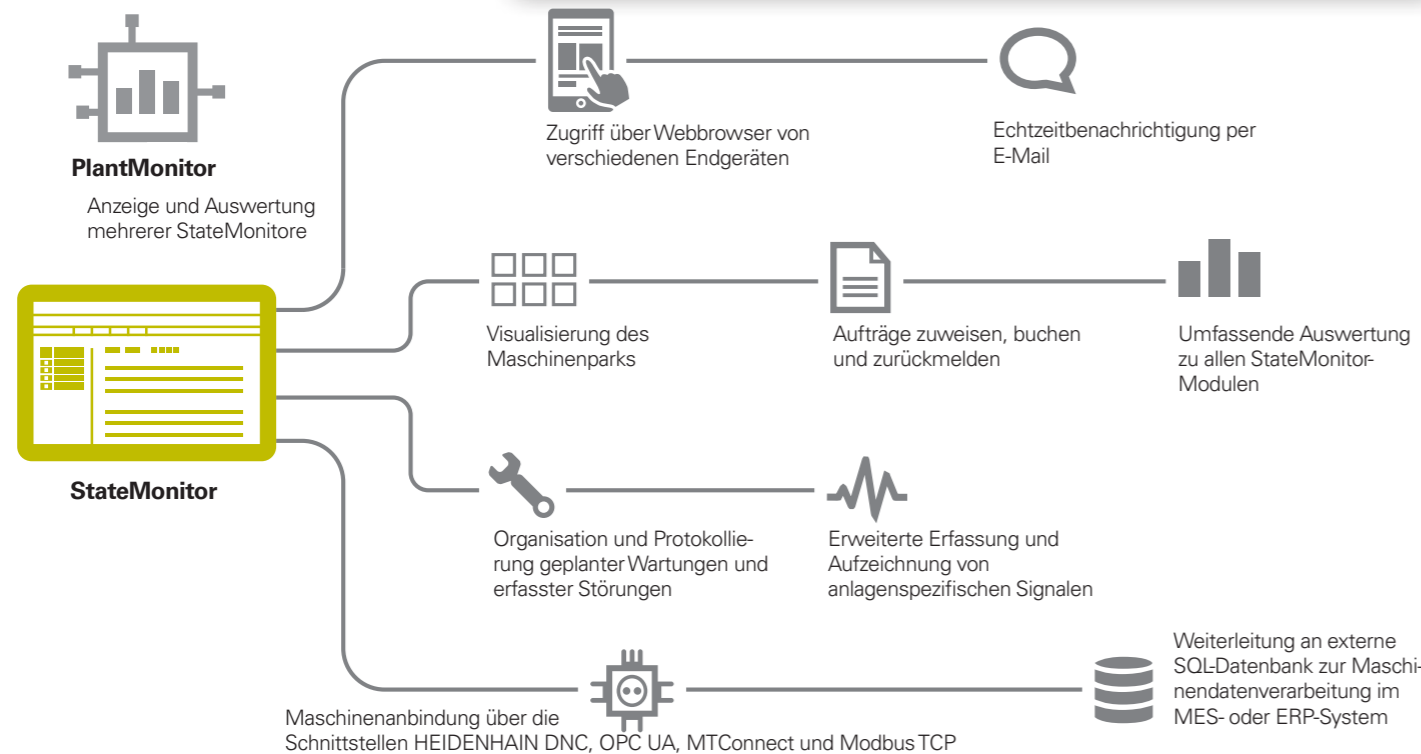 PlantMonitor
Anzeige und Auswertung
mehrerer StateMonitore
StateMonitor
Zugriff über Webbrowser von
verschiedenen Endgeräten
Echtzeitbenachrichtigung per
E-Mail
Visualisierung des
Maschinenparks
Aufträge zuweisen, buchen
und zurückmelden
Umfassende Auswertung
zu allen StateMonitor-
Modulen
Organisation und Protokollie-
rung geplanter Wartungen und
erfasster Störungen
Erweiterte Erfassung und
Aufzeichnung von
anlagenspezifischen Signalen
Maschinenanbindung über die
Schnittstellen HEIDENHAIN DNC, OPC UA, MTConnect und Modbus TCP
Weiterleitung an externe
SQL-Datenbank zur Maschi-
nendatenverarbeitung im
MES- oder ERP-System